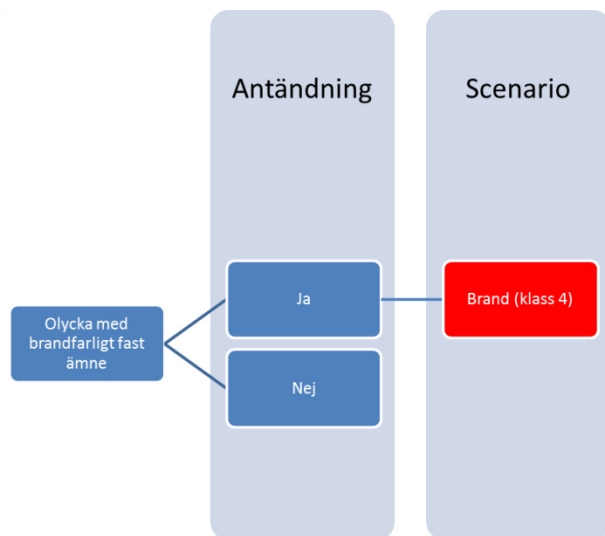 Antändning
Scenario
Olycka med
brandfarligt fast
ämne
Ja
Nej
Brand (klass 4)